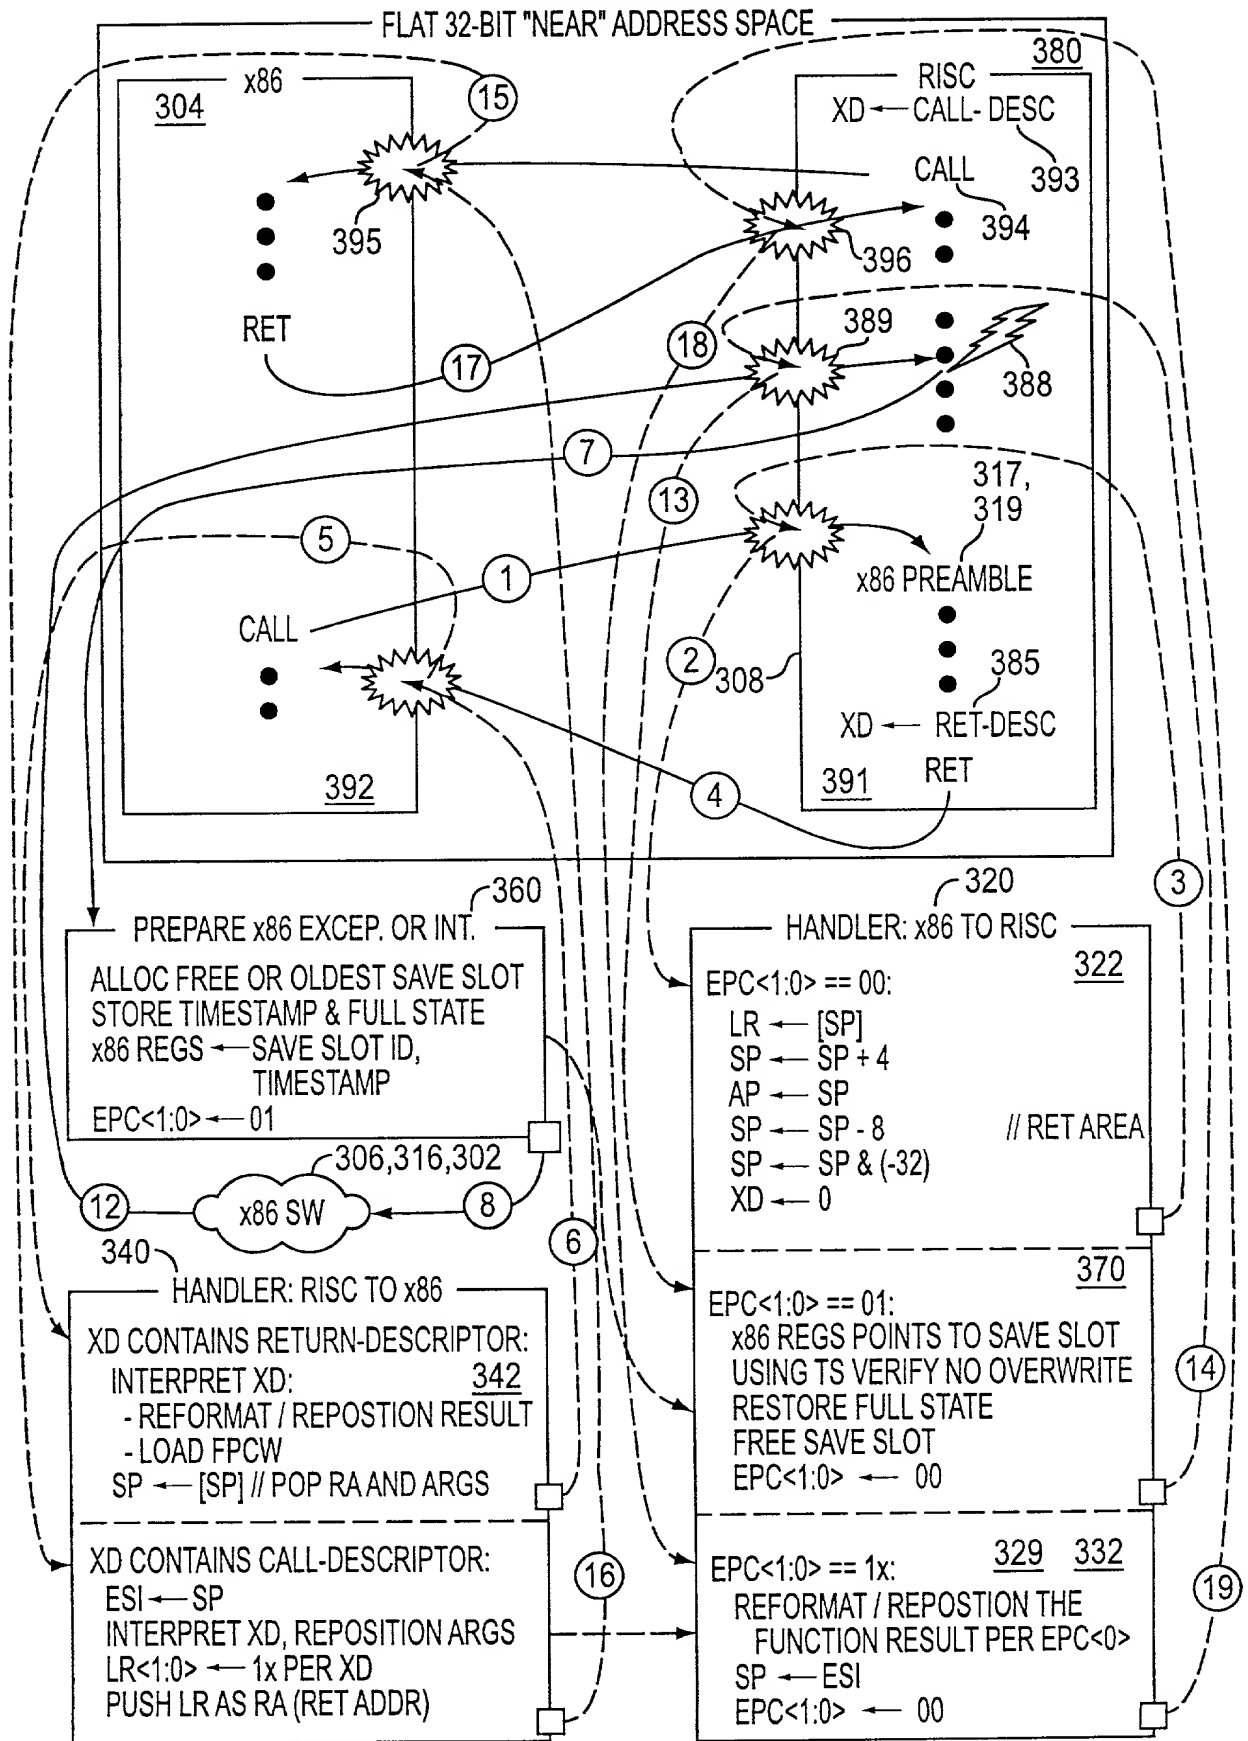 FLAT 32-BIT "NEAR" ADDRESS SPACE
x86
304
15
395
RET
17
5
1
CALL
392
7
4
380
RISC
XD ← CALL-DESC
393
CALL
394
396
18
389
388
13
317,
319
x86 PREAMBLE
2
308
385
XD ← RET-DESC
RET
391
3
360
PREPARE x86 EXCEP. OR INT.
ALLOC FREE OR OLDEST SAVE SLOT
STORE TIMESTAMP & FULL STATE
x86 REGS ← SAVE SLOT ID,
TIMESTAMP
EPC<1:0> ← 01
306,316,302
12
x86 SW
8
6
340
HANDLER: RISC TO x86
XD CONTAINS RETURN-DESCRIPTOR:
INTERPRET XD:
342
- REFORMAT / REPOSTION RESULT
- LOAD FPCW
SP ← [SP] // POP RA AND ARGS
XD CONTAINS CALL-DESCRIPTOR:
ESI ← SP
INTERPRET XD, REPOSITION ARGS
LR<1:0> ← 1x PER XD
PUSH LR AS RA (RET ADDR)
16
320
HANDLER: x86 TO RISC
322
EPC<1:0> == 00:
LR ← [SP]
SP ← SP + 4
AP ← SP
SP ← SP - 8 // RET AREA
SP ← SP & (-32)
XD ← 0
370
EPC<1:0> == 01:
x86 REGS POINTS TO SAVE SLOT
USING TS VERIFY NO OVERWRITE
RESTORE FULL STATE
FREE SAVE SLOT
EPC<1:0> ← 00
14
EPC<1:0> == 1x:
329 332
REFORMAT / REPOSTION THE
FUNCTION RESULT PER EPC<0>
SP ← ESI
EPC<1:0> ← 00
19